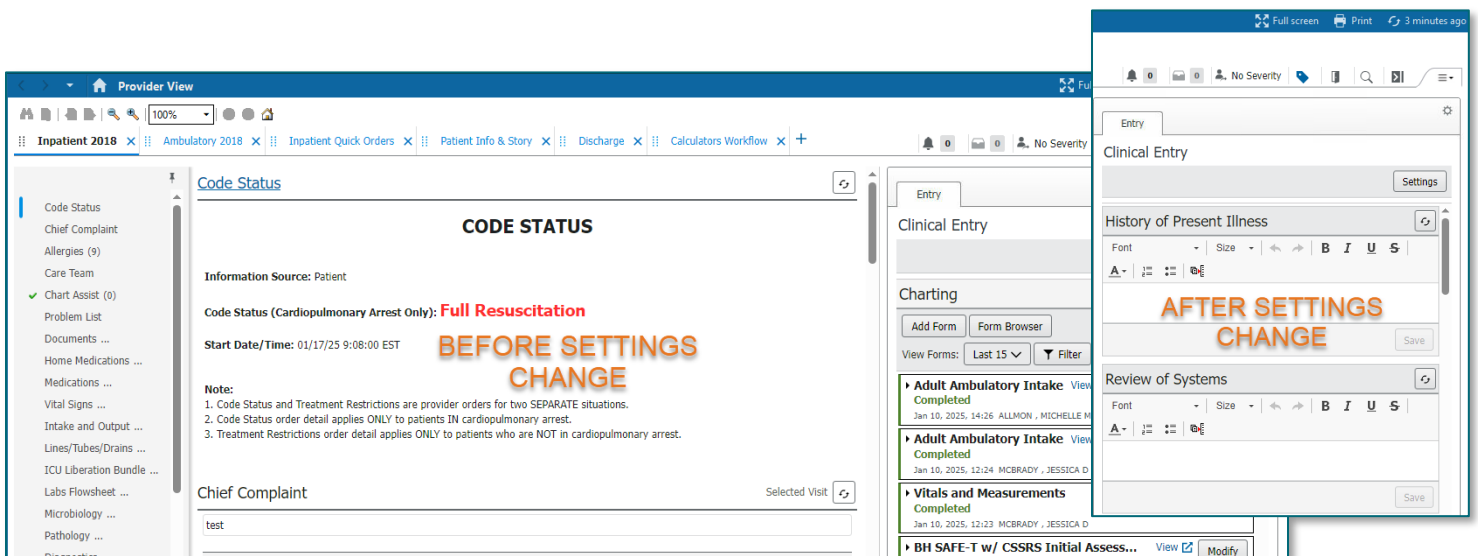 Full screen Print 3 minutes ago
Provider View
100%
Inpatient 2018 Ambulatory 2018 Inpatient Quick Orders Patient Info & Story Discharge Calculators Workflow
0 0 No Severity
Code Status
Chief Complaint
Allergies (9)
Care Team
Chart Assist (0)
Problem List
Documents ...
Home Medications ...
Medications ...
Vital Signs ...
Intake and Output ...
Lines/Tubes/Drains ...
ICU Liberation Bundle ...
Labs Flowsheet ...
Microbiology ...
Pathology ...
Code Status
CODE STATUS
Information Source: Patient
Code Status (Cardiopulmonary Arrest Only): Full Resuscitation
Start Date/Time: 01/17/25 9:08:00 EST
BEFORE SETTINGS
CHANGE
Note:
1. Code Status and Treatment Restrictions are provider orders for two SEPARATE situations.
2. Code Status order detail applies ONLY to patients IN cardiopulmonary arrest.
3. Treatment Restrictions order detail applies ONLY to patients who are NOT in cardiopulmonary arrest.
Chief Complaint Selected Visit
test
Entry
Clinical Entry
Charting
Add Form Form Browser
View Forms: Last 15 Filter
Adult Ambulatory Intake View
Completed
Jan 10, 2025, 14:26 ALLMON , MICHELLE M
Adult Ambulatory Intake View
Completed
Jan 10, 2025, 12:24 MCBRADY , JESSICA D
Vitals and Measurements
Completed
Jan 10, 2025, 12:23 MCBRADY , JESSICA D
BH SAFE-T w/ CSSRS Initial Assess... View Modify
0 0 No Severity
Entry
Clinical Entry
Settings
History of Present Illness
Font Size B I U S
A
AFTER SETTINGS
CHANGE
Save
Review of Systems
Font Size B I U S
A
Save